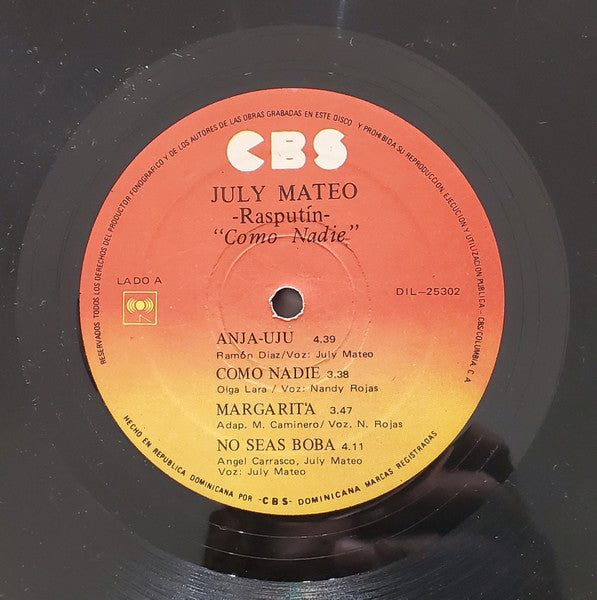 RESERVADOS TODOS LOS DERECHOS DEL PRODUCTOR FONOGRAFICO Y DE LOS AUTORES DE LAS OBRAS GRABADAS EN ESTE DISCO Y PROHIBIDA SU REPRODUCCION, EJECUCION Y UTILIZACION PUBLICA - CBS/COLUMBIA C A
CBS
JULY MATEO
-Rasputín-
"Como Nadie"
LADO A
DIL-25302
ANJA-UJU 4.39
Ramón Diaz/Voz: July Mateo
COMO NADIE 3.38
Olga Lara / Voz: Nandy Rojas
MARGARITA 3.47
Adap. M. Caminero/ Voz. N. Rojas
NO SEAS BOBA 4.11
Angel Carrasco, July Mateo
Voz: July Mateo
HECHO EN REPUBLICA DOMINICANA POR -CBS- DOMINICANA MARCAS REGISTRADAS